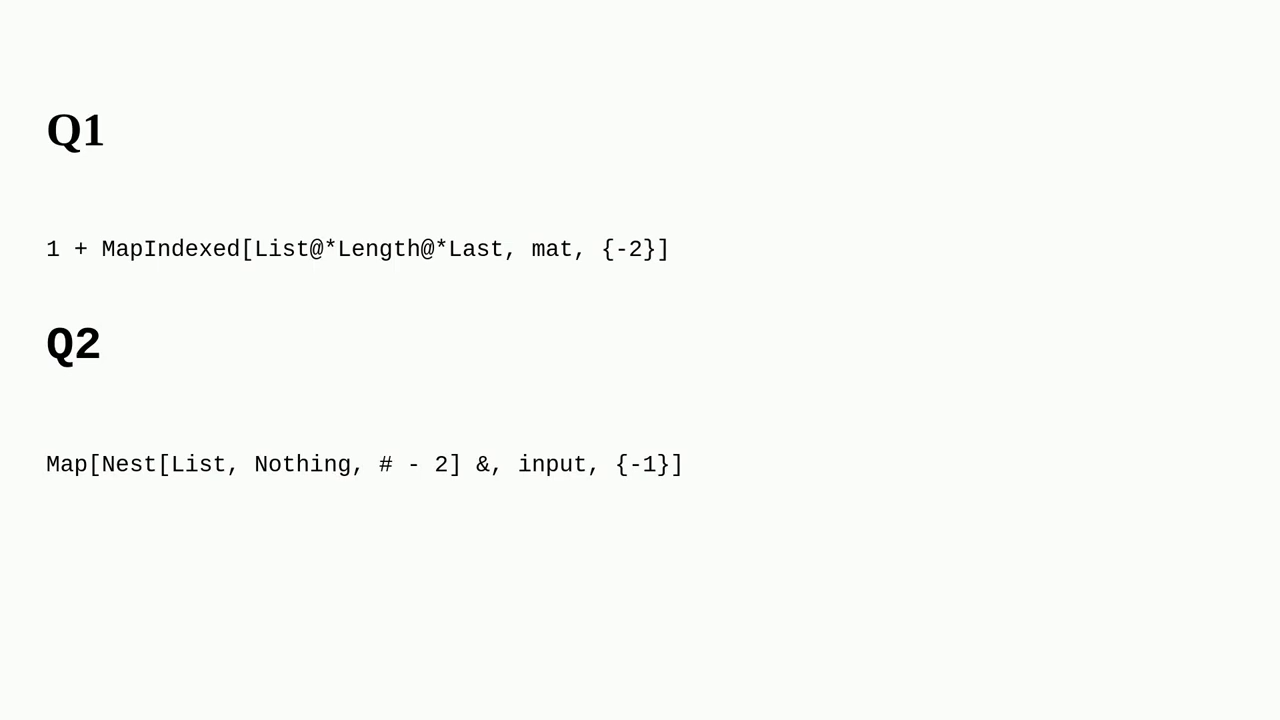 Q1
1 + MapIndexed[List@*Length@*Last, mat, {-2}]
Q2
Map[Nest[List, Nothing, # - 2] &, input, {-1}]